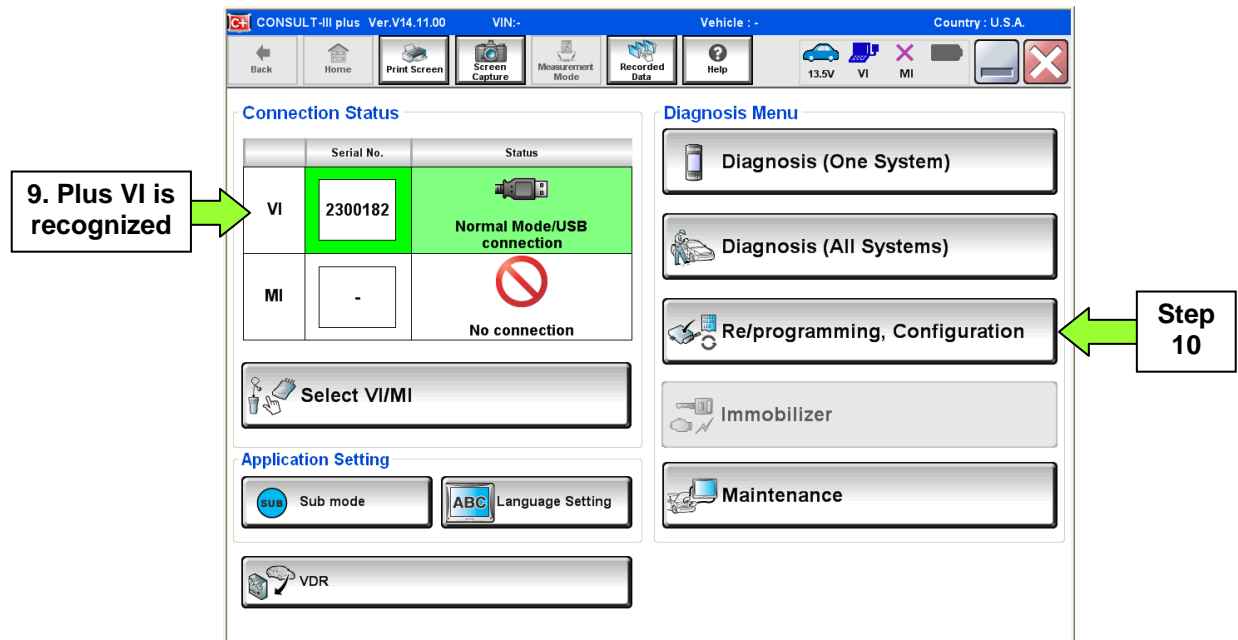 C+ CONSULT-III plus Ver.V14.11.00 VIN:- Vehicle : - Country : U.S.A.
Back
Home
Print Screen
Screen
Capture
Measurement
Mode
Recorded
Data
Help
13.5V
VI
MI
Connection Status
Serial No. Status
VI
2300182
Normal Mode/USB
connection
MI
-
No connection
Select VI/MI
Application Setting
SUB Sub mode
ABC Language Setting
VDR
Diagnosis Menu
Diagnosis (One System)
Diagnosis (All Systems)
Re/programming, Configuration
Immobilizer
Maintenance
9. Plus VI is
recognized
Step
10